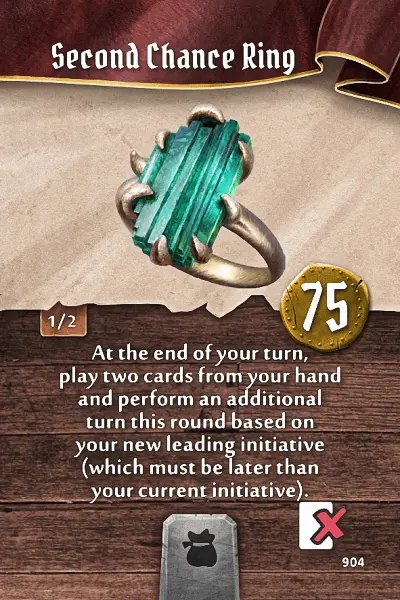 Second Chance Ring
75
1/2
At the end of your turn,
play two cards from your hand
and perform an additional
turn this round based on
your new leading initiative
(which must be later than
your current initiative).
904